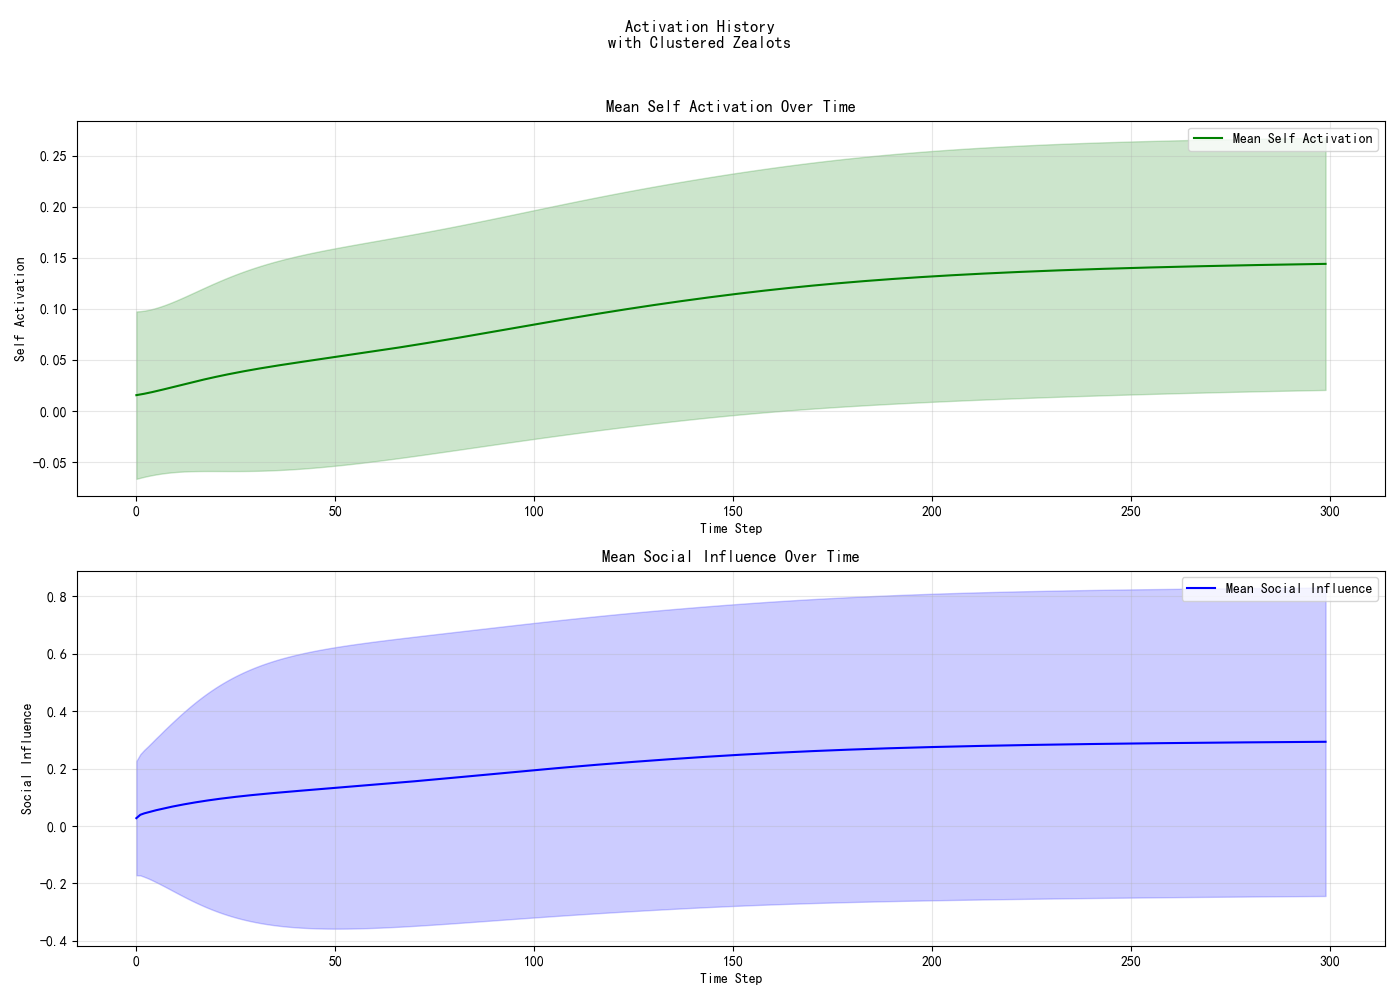 Activation History
with Clustered Zealots
Mean Self Activation Over Time
Mean Self Activation
0.25
0.20
0.15
0.10
0.05
0.00
−0.05
Self Activation
0
50
100
150
200
250
300
Time Step
Mean Social Influence Over Time
Mean Social Influence
0.8
0.6
0.4
0.2
0.0
−0.2
−0.4
Social Influence
0
50
100
150
200
250
300
Time Step